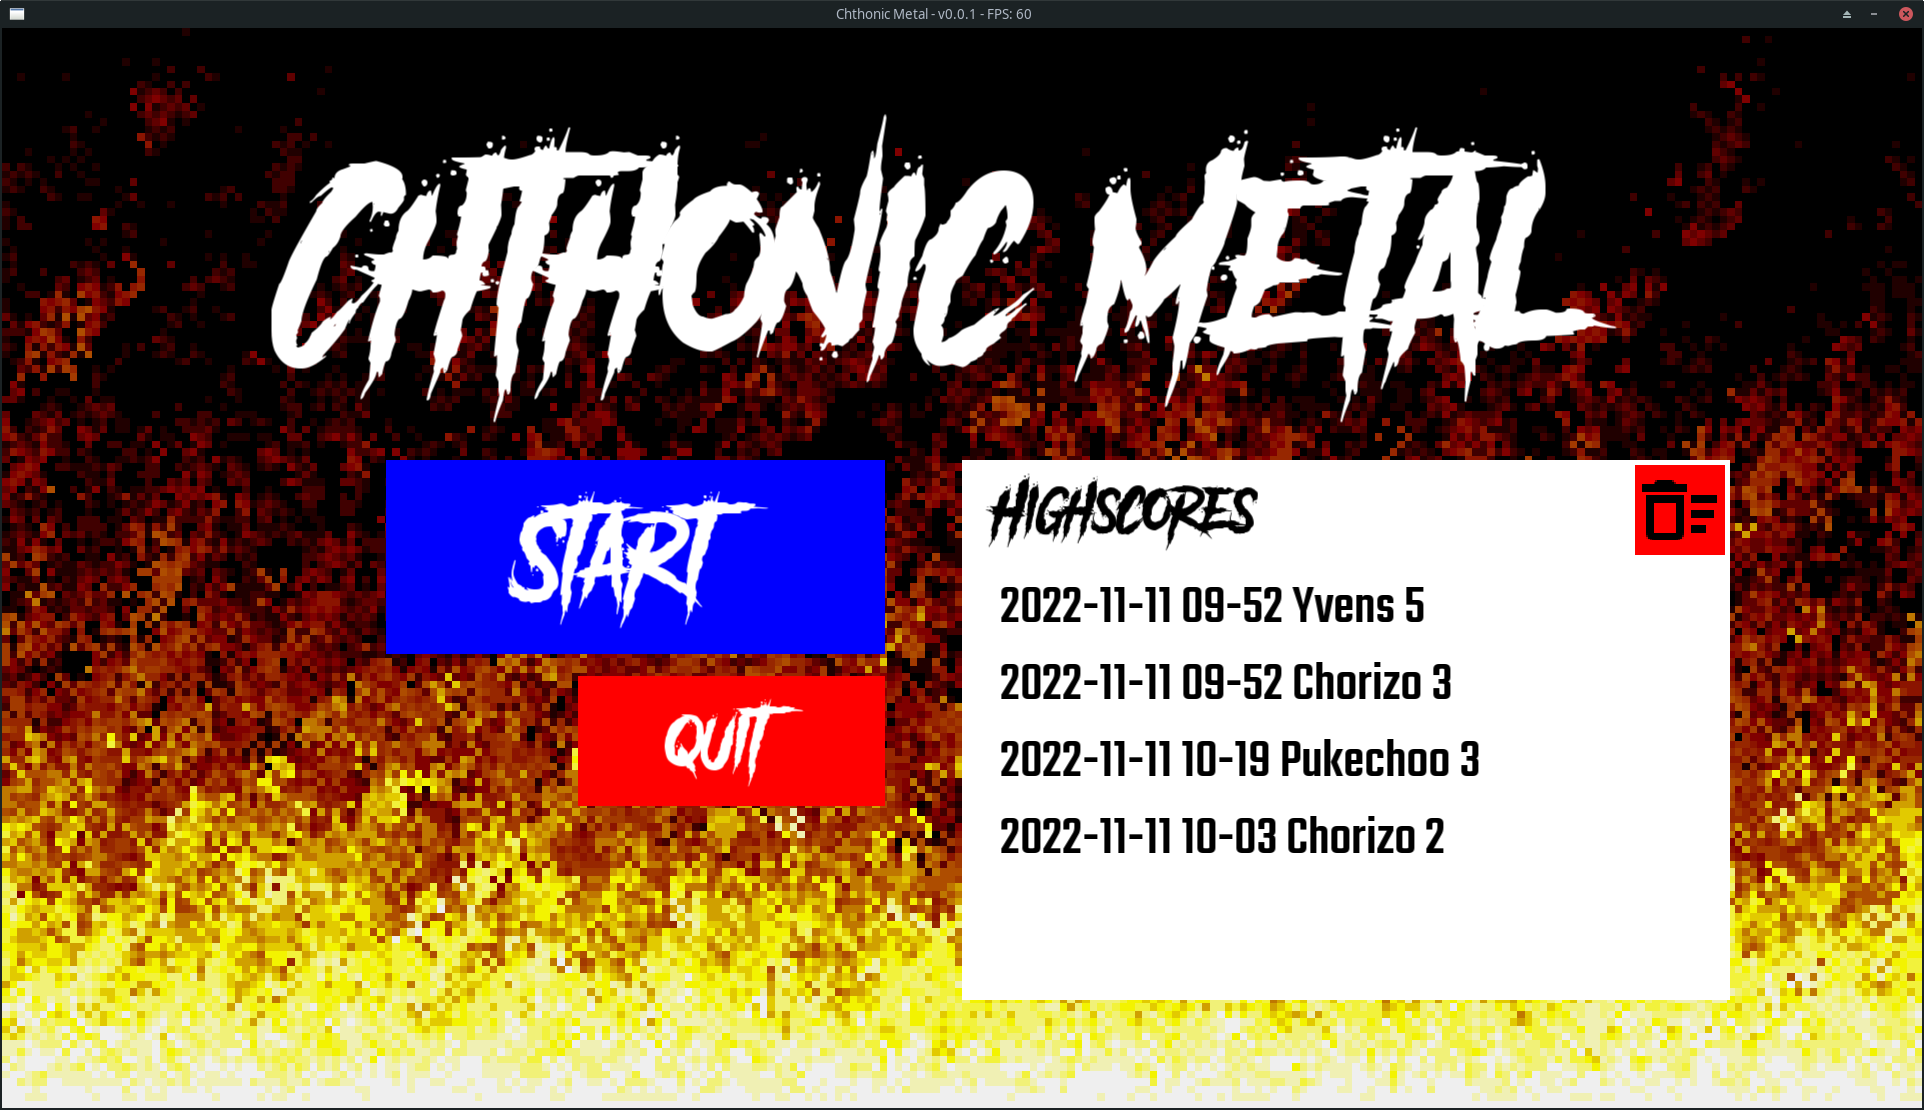 Chthonic Metal - v0.0.1 - FPS: 60
CHTHONIC METAL
START
QUIT
HIGHSCORES
2022-11-11 09-52 Yvens 5
2022-11-11 09-52 Chorizo 3
2022-11-11 10-19 Pukechoo 3
2022-11-11 10-03 Chorizo 2